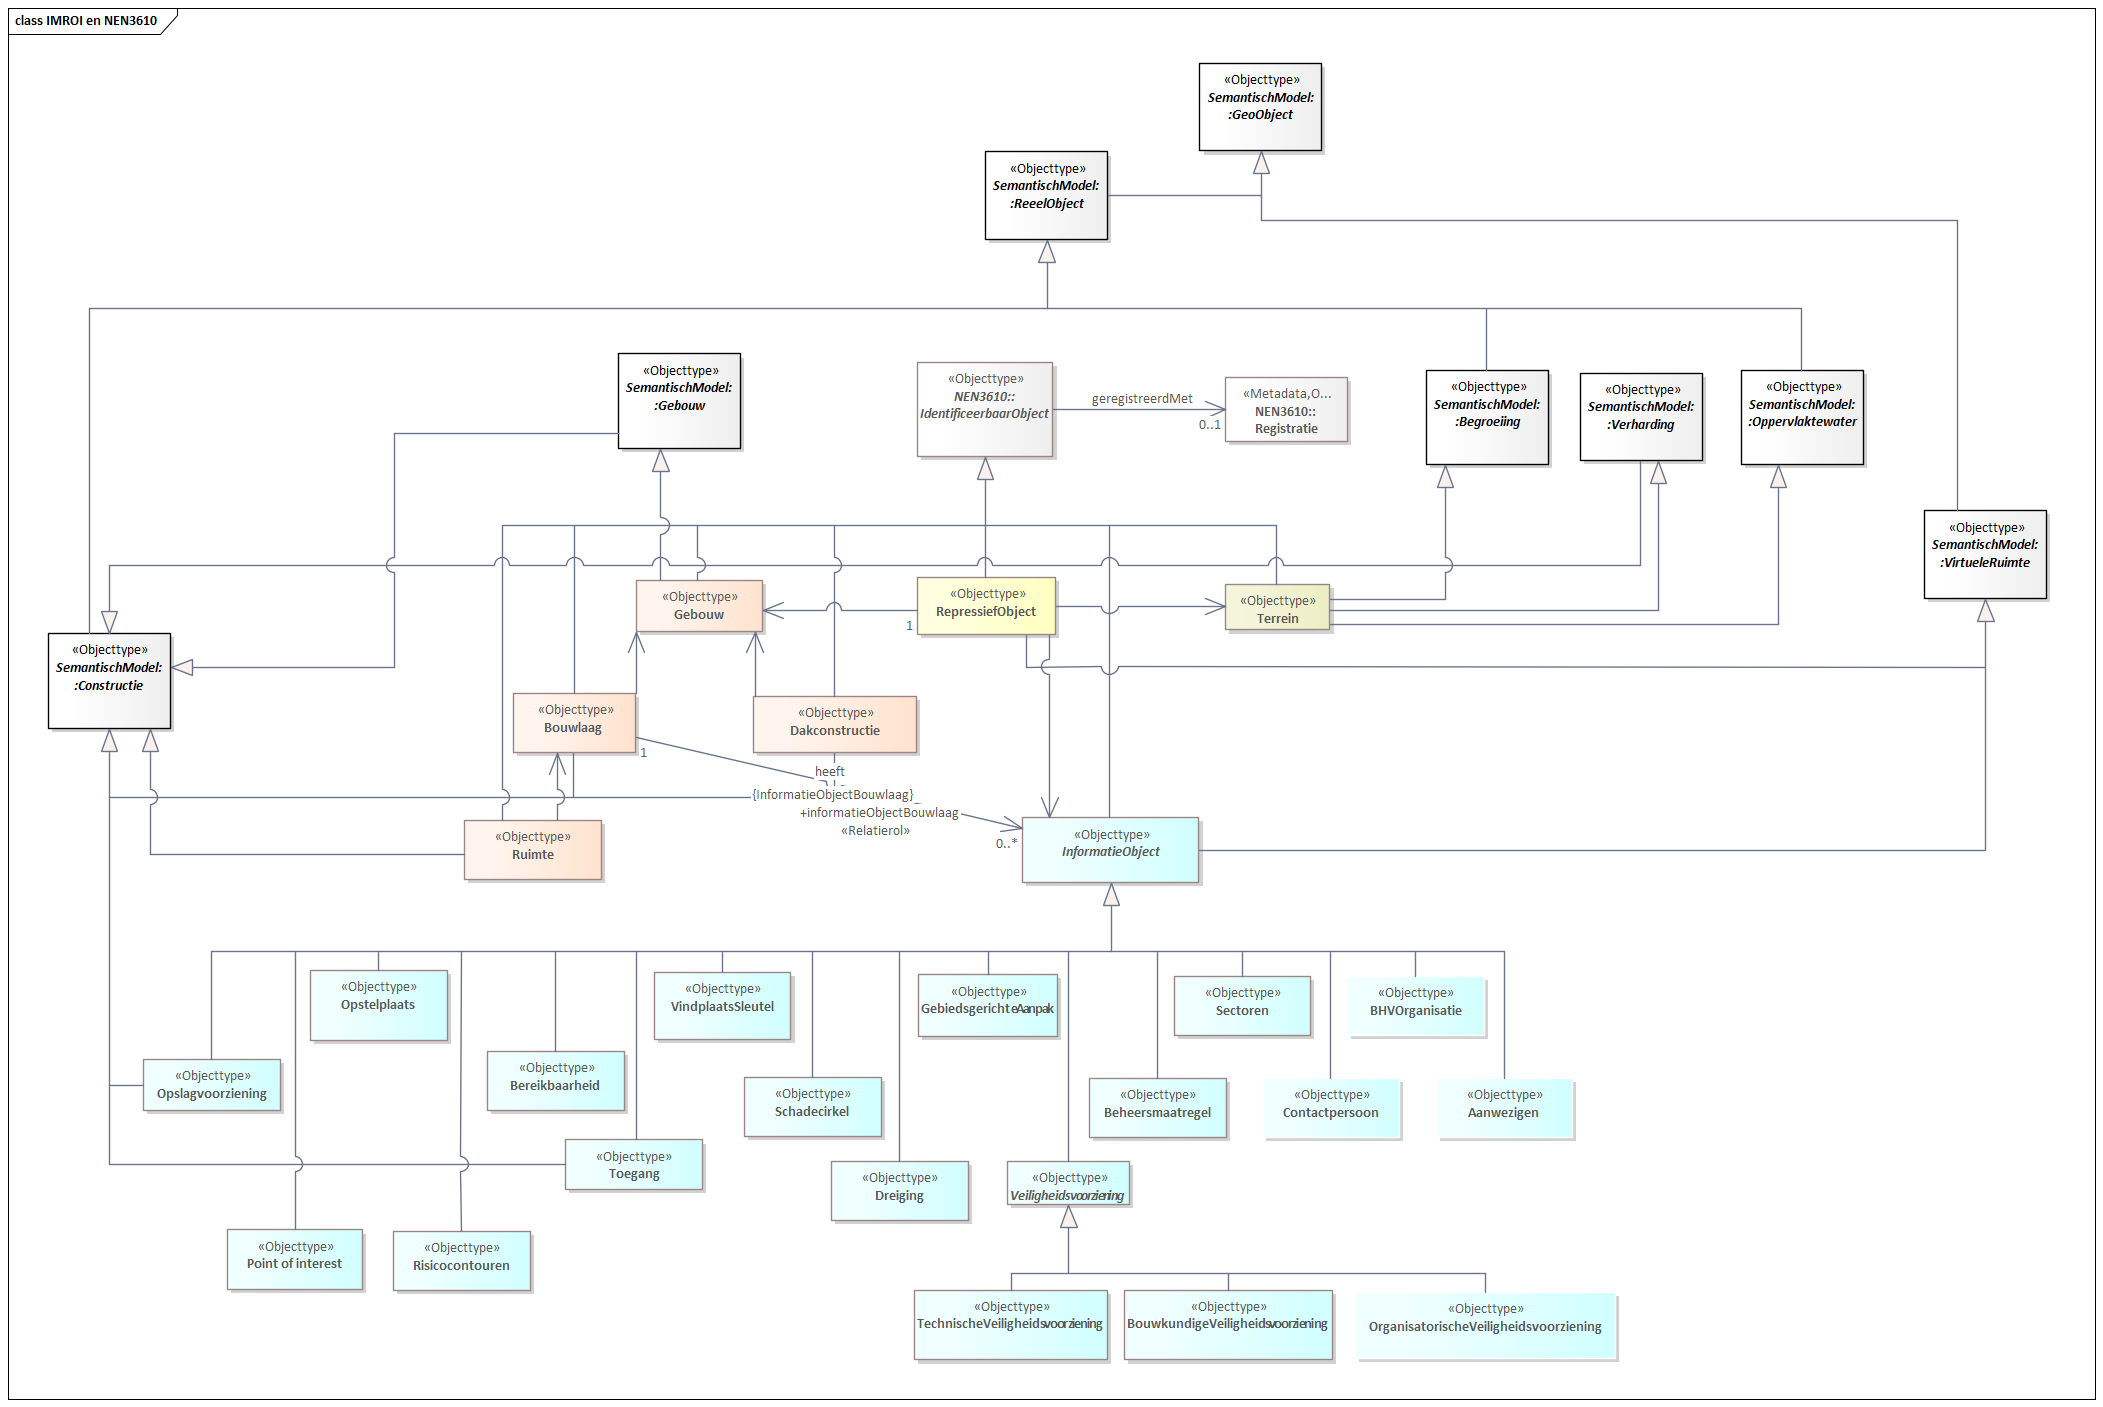 class IMROI en NEN3610
«Objecttype»
SemantischModel:
:GeoObject
«Objecttype»
SemantischModel:
:ReeelObject
«Objecttype»
SemantischModel:
:Gebouw
«Objecttype»
NEN3610::
IdentificeerbaarObject
geregistreerdMet
0..1
«Metadata,O...
NEN3610::
Registratie
«Objecttype»
SemantischModel:
:Begroeiing
«Objecttype»
SemantischModel:
:Verharding
«Objecttype»
SemantischModel:
:Oppervlaktewater
«Objecttype»
SemantischModel:
:VirtueleRuimte
«Objecttype»
Gebouw
«Objecttype»
RepressiefObject
1
«Objecttype»
Terrein
«Objecttype»
SemantischModel:
:Constructie
«Objecttype»
Bouwlaag
1
«Objecttype»
Dakconstructie
heeft
{InformatieObjectBouwlaag}
+informatieObjectBouwlaag
«Relatierol»
0..*
«Objecttype»
Ruimte
«Objecttype»
InformatieObject
«Objecttype»
Opstelplaats
«Objecttype»
VindplaatsSleutel
«Objecttype»
GebiedsgerichteAanpak
«Objecttype»
Sectoren
«Objecttype»
BHVOrganisatie
«Objecttype»
Opslagvoorziening
«Objecttype»
Bereikbaarheid
«Objecttype»
Schadecirkel
«Objecttype»
Beheersmaatregel
«Objecttype»
Contactpersoon
«Objecttype»
Aanwezigen
«Objecttype»
Toegang
«Objecttype»
Dreiging
«Objecttype»
Veiligheidsvoorziening
«Objecttype»
Point of interest
«Objecttype»
Risicocontouren
«Objecttype»
TechnischeVeiligheidsvoorziening
«Objecttype»
BouwkundigeVeiligheidsvoorziening
«Objecttype»
OrganisatorischeVeiligheidsvoorziening